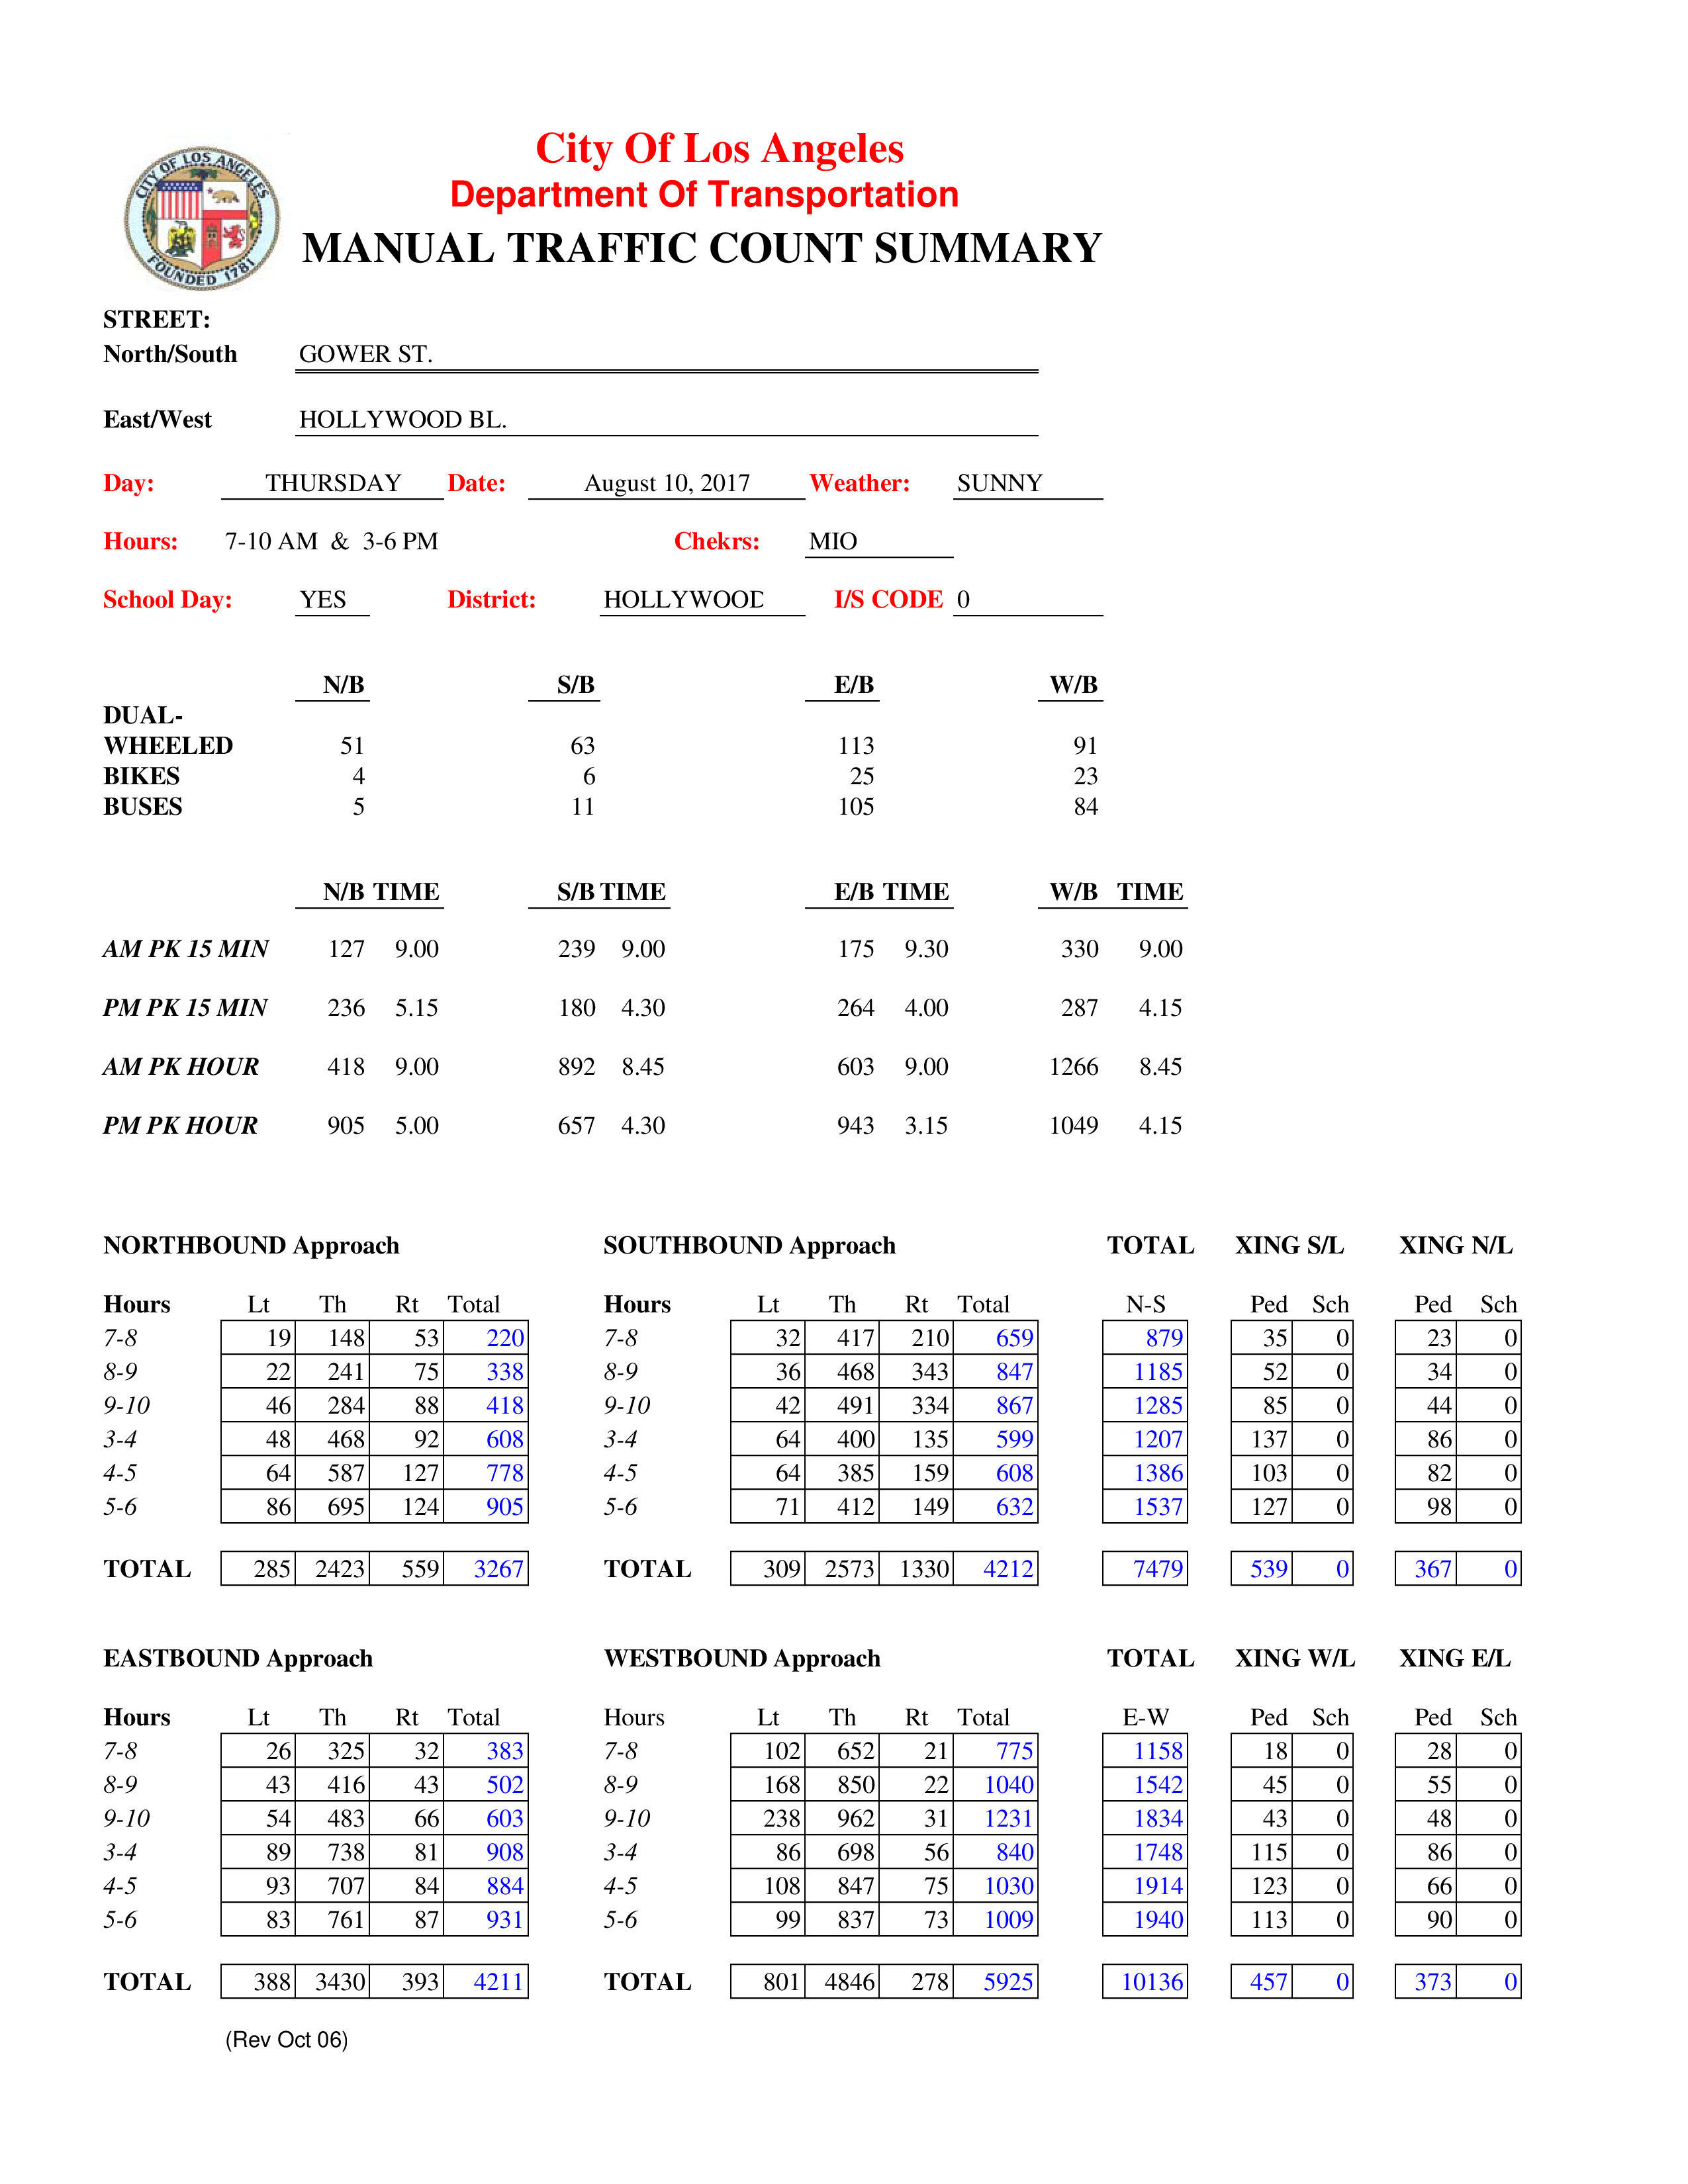 City Of Los Angeles
Department Of Transportation
MANUAL TRAFFIC COUNT SUMMARY
CITY OF LOS ANGELES
FOUNDED 1781
STREET:
North/South GOWER ST.
East/West HOLLYWOOD BL.
Day: THURSDAY Date: August 10, 2017 Weather: SUNNY
Hours: 7-10 AM & 3-6 PM Chekrs: MIO
School Day: YES District: HOLLYWOOD I/S CODE 0
N/B S/B E/B W/B
DUAL-
WHEELED 51 63 113 91
BIKES 4 6 25 23
BUSES 5 11 105 84
N/B TIME S/B TIME E/B TIME W/B TIME
AM PK 15 MIN 127 9.00 239 9.00 175 9.30 330 9.00
PM PK 15 MIN 236 5.15 180 4.30 264 4.00 287 4.15
AM PK HOUR 418 9.00 892 8.45 603 9.00 1266 8.45
PM PK HOUR 905 5.00 657 4.30 943 3.15 1049 4.15
NORTHBOUND Approach SOUTHBOUND Approach TOTAL XING S/L XING N/L
Hours Lt Th Rt Total Hours Lt Th Rt Total N-S Ped Sch Ped Sch
7-8 19 148 53 220 7-8 32 417 210 659 879 35 0 23 0
8-9 22 241 75 338 8-9 36 468 343 847 1185 52 0 34 0
9-10 46 284 88 418 9-10 42 491 334 867 1285 85 0 44 0
3-4 48 468 92 608 3-4 64 400 135 599 1207 137 0 86 0
4-5 64 587 127 778 4-5 64 385 159 608 1386 103 0 82 0
5-6 86 695 124 905 5-6 71 412 149 632 1537 127 0 98 0
TOTAL 285 2423 559 3267 TOTAL 309 2573 1330 4212 7479 539 0 367 0
EASTBOUND Approach WESTBOUND Approach TOTAL XING W/L XING E/L
Hours Lt Th Rt Total Hours Lt Th Rt Total E-W Ped Sch Ped Sch
7-8 26 325 32 383 7-8 102 652 21 775 1158 18 0 28 0
8-9 43 416 43 502 8-9 168 850 22 1040 1542 45 0 55 0
9-10 54 483 66 603 9-10 238 962 31 1231 1834 43 0 48 0
3-4 89 738 81 908 3-4 86 698 56 840 1748 115 0 86 0
4-5 93 707 84 884 4-5 108 847 75 1030 1914 123 0 66 0
5-6 83 761 87 931 5-6 99 837 73 1009 1940 113 0 90 0
TOTAL 388 3430 393 4211 TOTAL 801 4846 278 5925 10136 457 0 373 0
(Rev Oct 06)